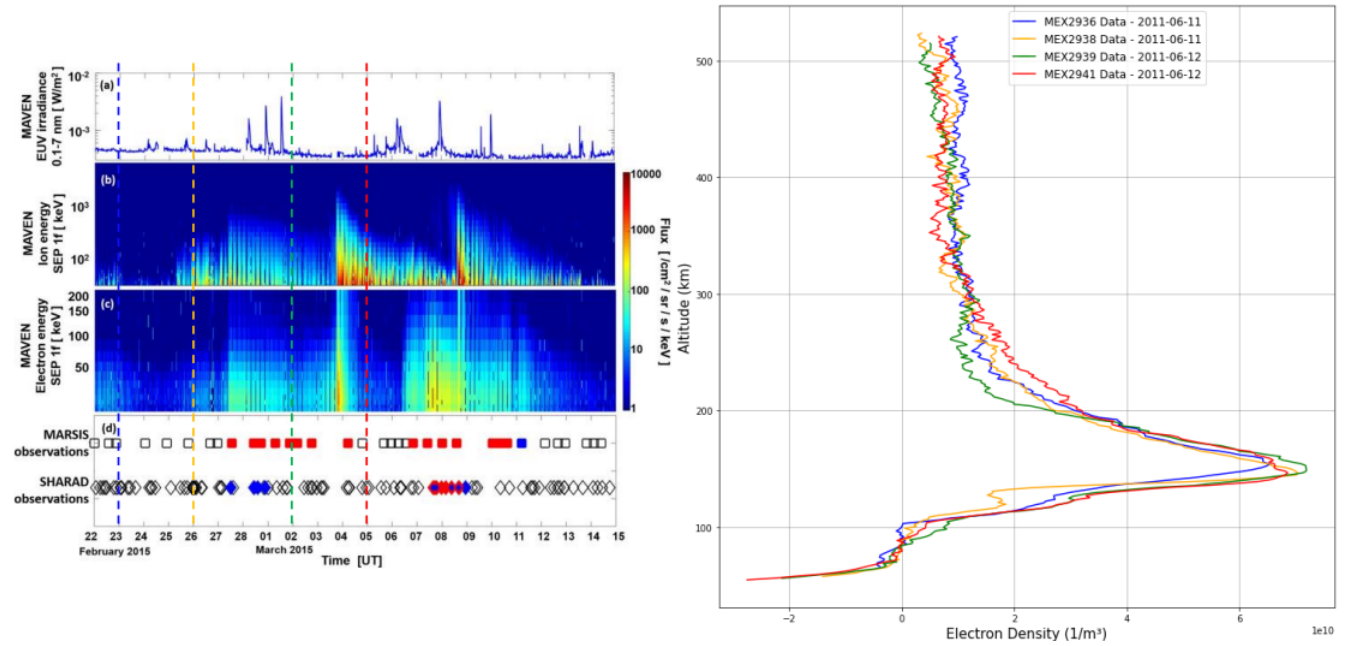 MAVEN
EUV irradiance
0.1-7 nm [ W/m² ]
10⁻²
10⁻³
(a)
MAVEN
Ion energy
SEP 1f [ keV]
10³
10²
(b)
MAVEN
Electron energy
SEP 1f [ keV]
200
150
100
50
(c)
10000
1000
100
10
1
Flux [ /cm² / sr / s / keV ]
(d)
MARSIS
observations
SHARAD
observations
22 23 24 25 26 27 28 01 02 03 04 05 06 07 08 09 10 11 12 13 14 15
February 2015
March 2015
Time [UT]
MEX2936 Data - 2011-06-11
MEX2938 Data - 2011-06-11
MEX2939 Data - 2011-06-12
MEX2941 Data - 2011-06-12
Altitude (km)
500
400
300
200
100
−2 0 2 4 6
1e10
Electron Density (1/m³)